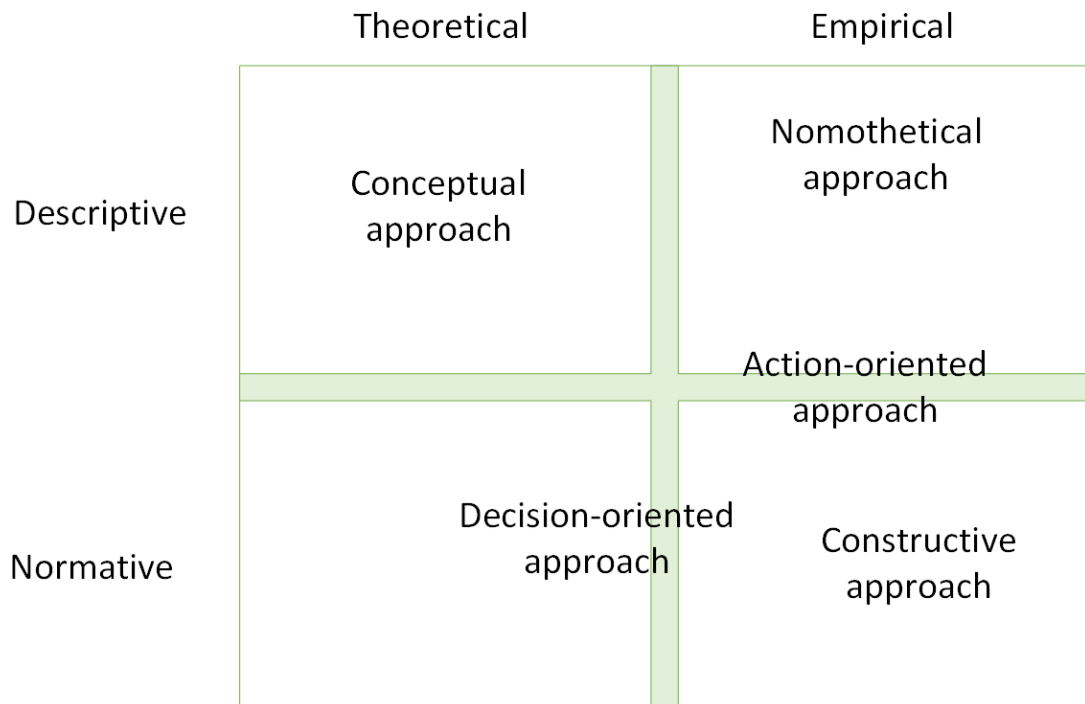 Theoretical
Empirical
Descriptive
Conceptual
approach
Nomothetical
approach
Action-oriented
approach
Normative
Decision-oriented
approach
Constructive
approach